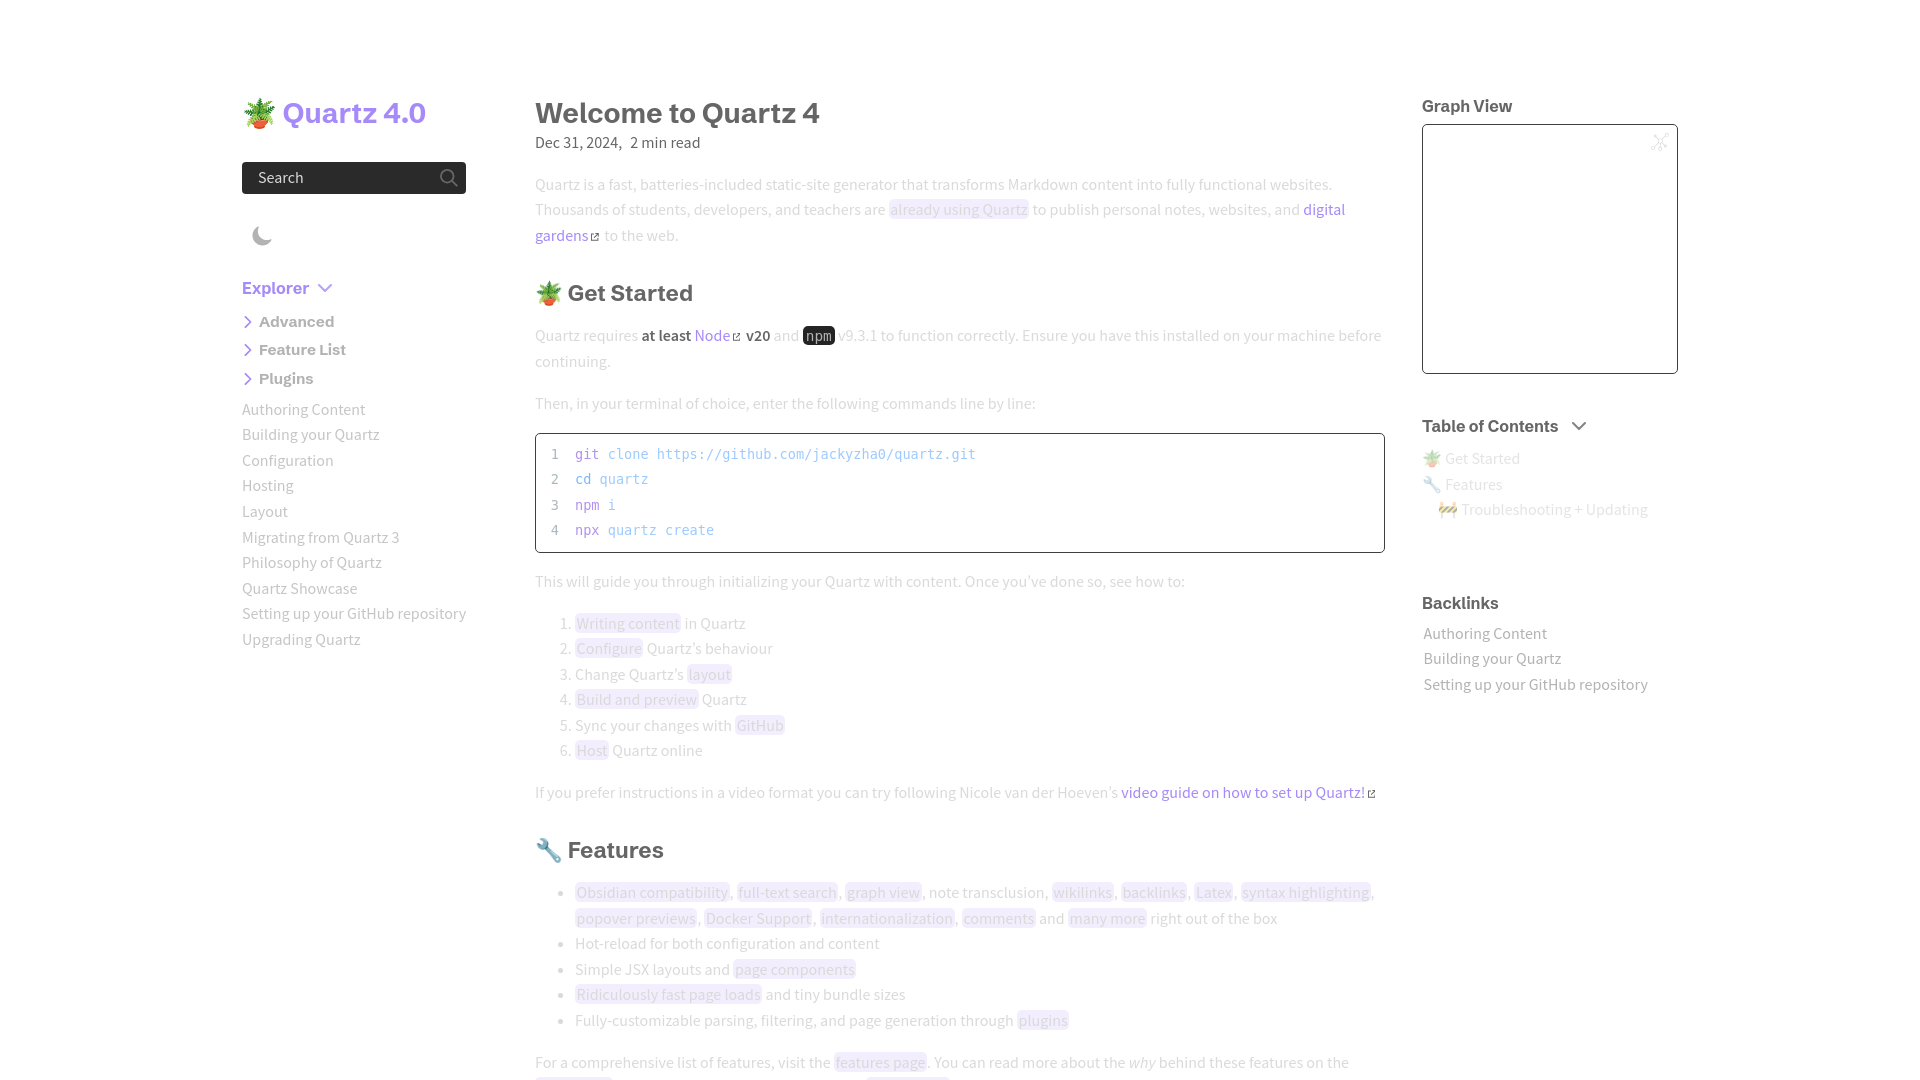 🪴 Quartz 4.0
Search
Explorer
Advanced
Feature List
Plugins
Authoring Content
Building your Quartz
Configuration
Hosting
Layout
Migrating from Quartz 3
Philosophy of Quartz
Quartz Showcase
Setting up your GitHub repository
Upgrading Quartz
Welcome to Quartz 4
Dec 31, 2024, 2 min read
Quartz is a fast, batteries-included static-site generator that transforms Markdown content into fully functional websites.
Thousands of students, developers, and teachers are already using Quartz to publish personal notes, websites, and digital
gardens to the web.
🪴 Get Started
Quartz requires at least Node v20 and npm v9.3.1 to function correctly. Ensure you have this installed on your machine before
continuing.
Then, in your terminal of choice, enter the following commands line by line:
1 git clone https://github.com/jackyzha0/quartz.git
2 cd quartz
3 npm i
4 npx quartz create
This will guide you through initializing your Quartz with content. Once you’ve done so, see how to:
1. Writing content in Quartz
2. Configure Quartz’s behaviour
3. Change Quartz’s layout
4. Build and preview Quartz
5. Sync your changes with GitHub
6. Host Quartz online
If you prefer instructions in a video format you can try following Nicole van der Hoeven’s video guide on how to set up Quartz!
🔧 Features
• Obsidian compatibility, full-text search, graph view, note transclusion, wikilinks, backlinks, Latex, syntax highlighting,
popover previews, Docker Support, internationalization, comments and many more right out of the box
• Hot-reload for both configuration and content
• Simple JSX layouts and page components
• Ridiculously fast page loads and tiny bundle sizes
• Fully-customizable parsing, filtering, and page generation through plugins
For a comprehensive list of features, visit the features page. You can read more about the why behind these features on the
Graph View
Table of Contents
🪴 Get Started
🔧 Features
🚧 Troubleshooting + Updating
Backlinks
Authoring Content
Building your Quartz
Setting up your GitHub repository